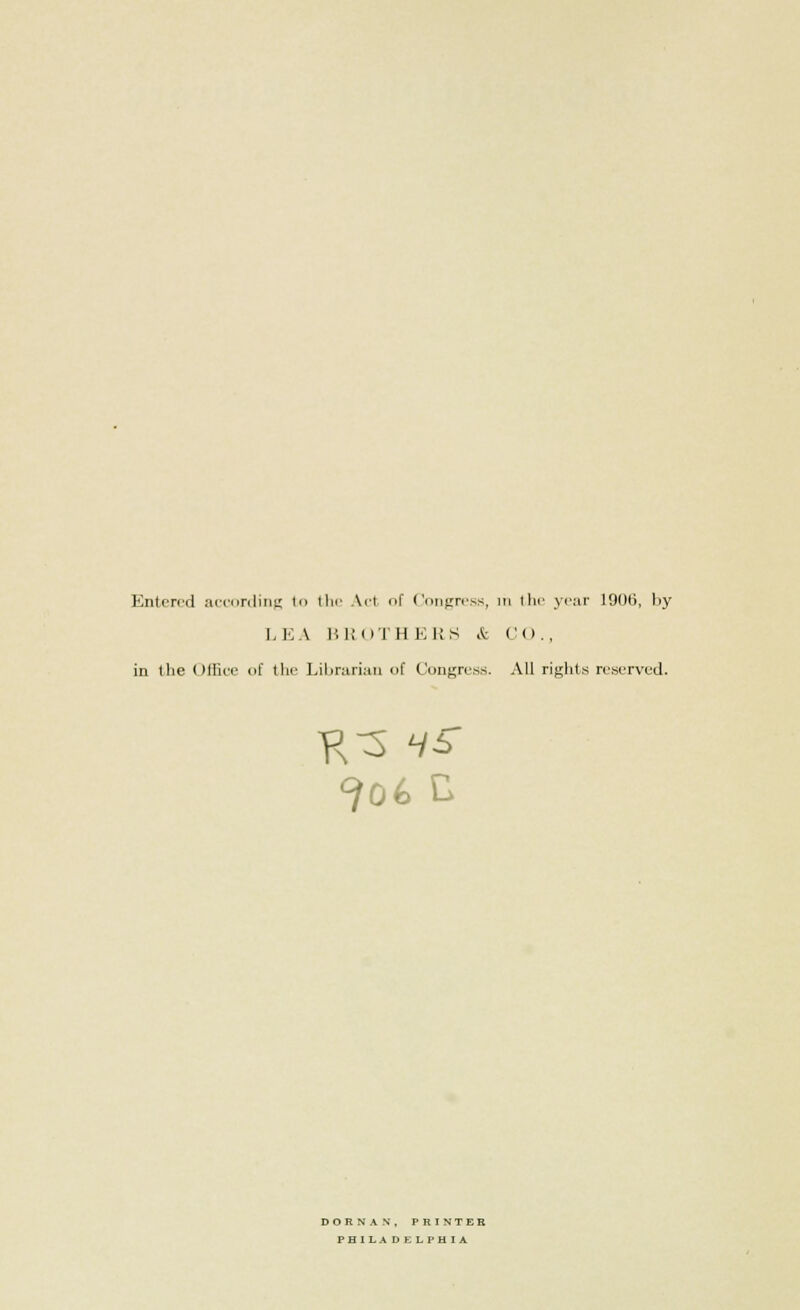 Entered according to the Act of Congress, in the year 1906, by
LEA BROTHERS & CO.,
in the Office of the Librarian of Congress. All rights reserved.
R S 45
906 C
DORNAN, PRINTER
PHILADELPHIA